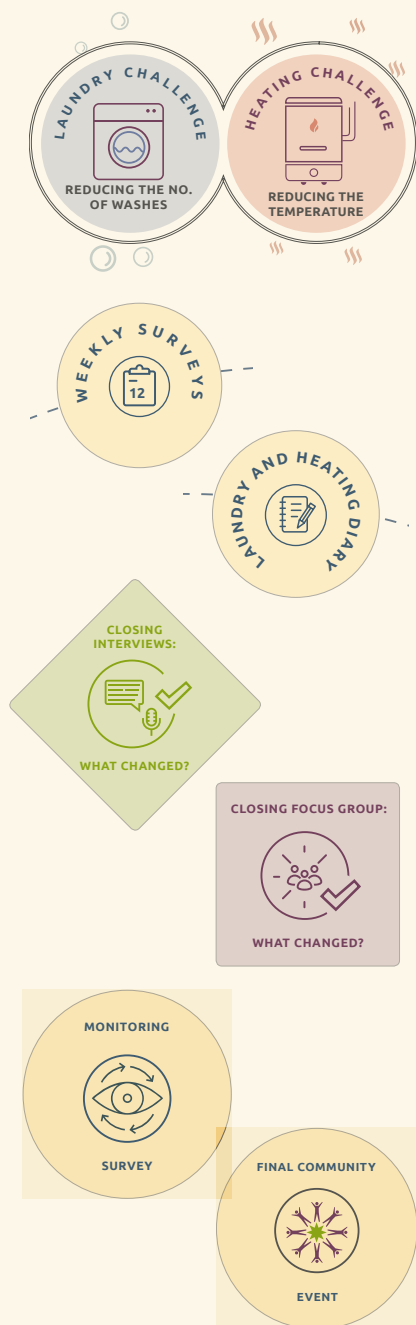 LAUNDRY CHALLENGE
REDUCING THE NO.
OF WASHES
HEATING CHALLENGE
REDUCING THE
TEMPERATURE
WEEKLY SURVEYS
12
LAUNDRY AND HEATING DIARY
CLOSING
INTERVIEWS:
WHAT CHANGED?
CLOSING FOCUS GROUP:
WHAT CHANGED?
MONITORING
SURVEY
FINAL COMMUNITY
EVENT